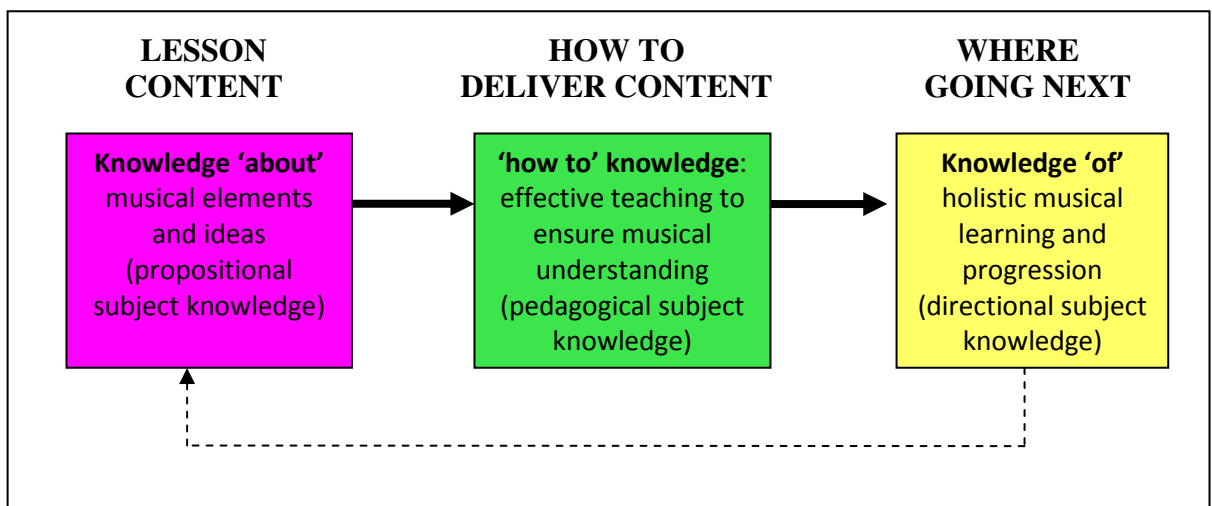 LESSON
CONTENT
HOW TO
DELIVER CONTENT
WHERE
GOING NEXT
Knowledge ‘about’
musical elements
and ideas
(propositional
subject knowledge)
‘how to’ knowledge:
effective teaching to
ensure musical
understanding
(pedagogical subject
knowledge)
Knowledge ‘of’
holistic musical
learning and
progression
(directional subject
knowledge)